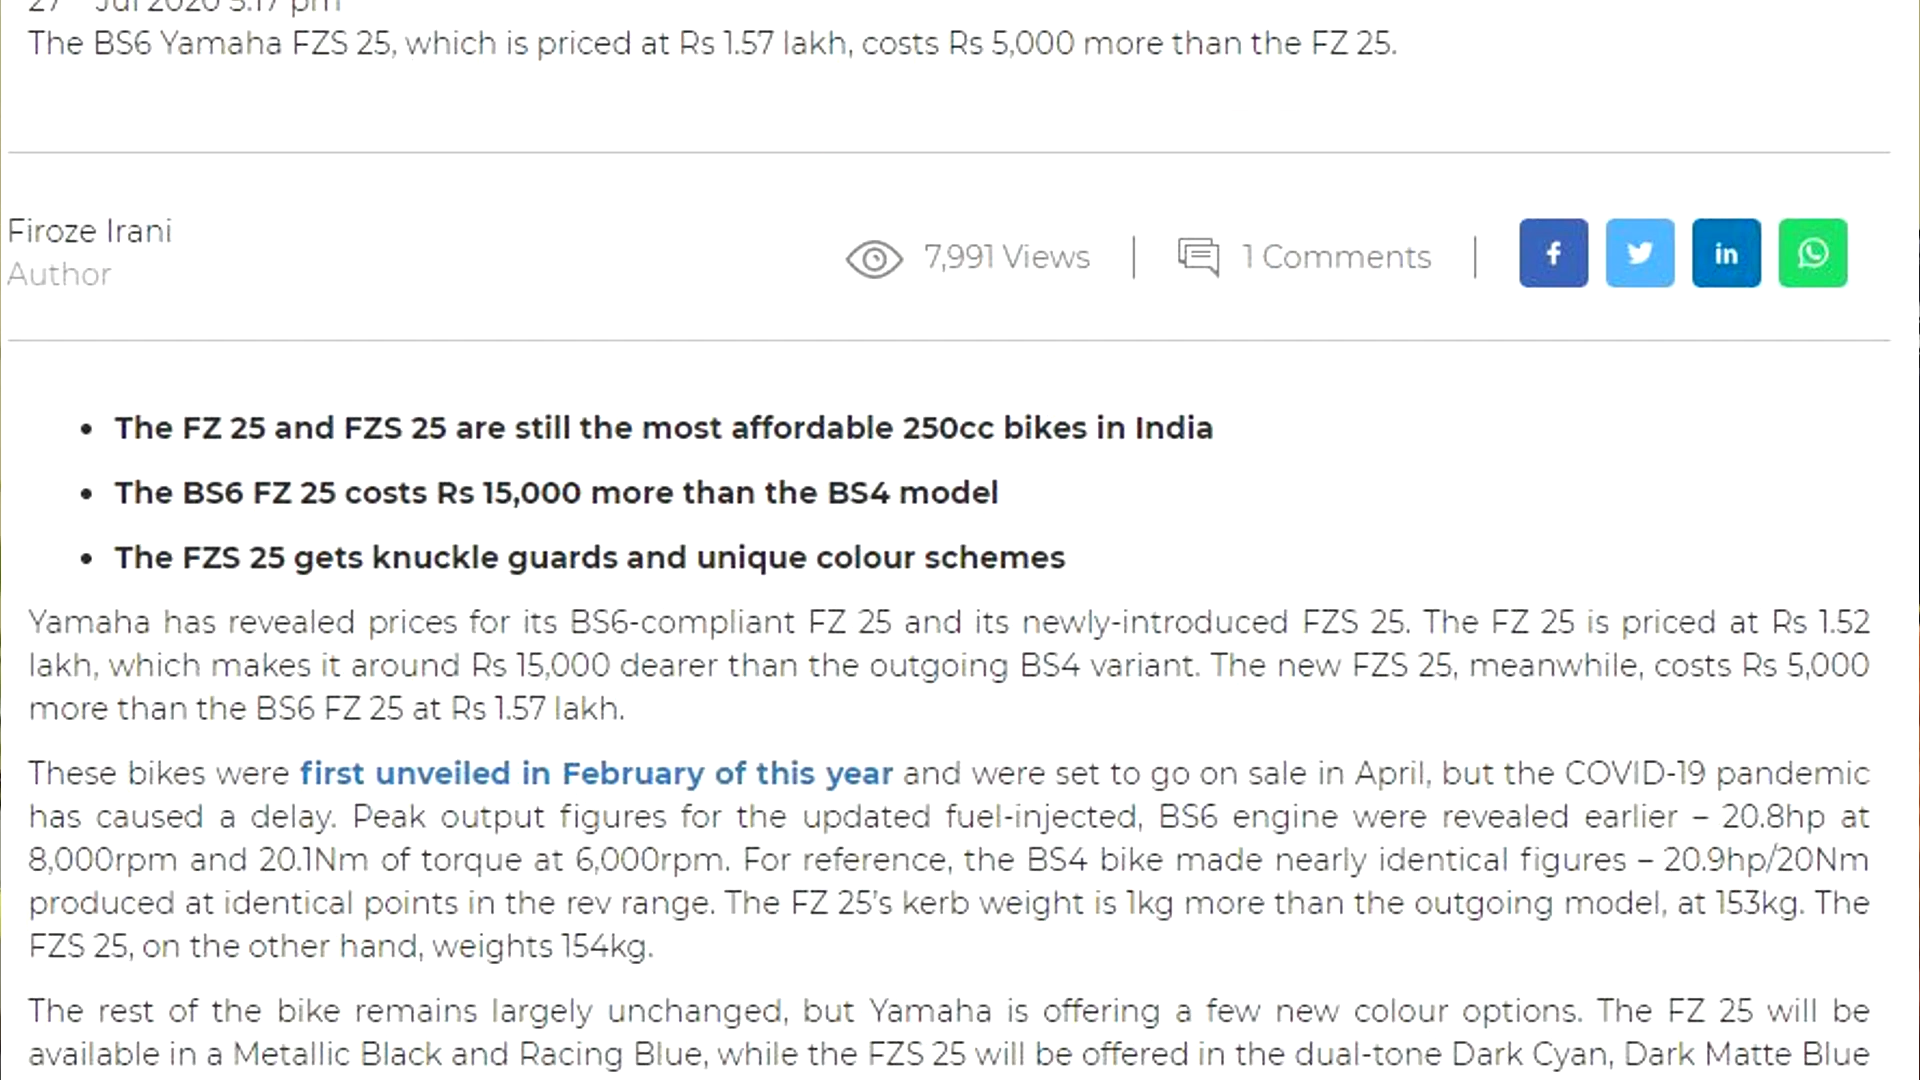 27 Jul 2020 5:17 pm
The BS6 Yamaha FZS 25, which is priced at Rs 1.57 lakh, costs Rs 5,000 more than the FZ 25.
Firoze Irani
Author
7,991 Views
1 Comments
f
in
• The FZ 25 and FZS 25 are still the most affordable 250cc bikes in India
• The BS6 FZ 25 costs Rs 15,000 more than the BS4 model
• The FZS 25 gets knuckle guards and unique colour schemes
Yamaha has revealed prices for its BS6-compliant FZ 25 and its newly-introduced FZS 25. The FZ 25 is priced at Rs 1.52
lakh, which makes it around Rs 15,000 dearer than the outgoing BS4 variant. The new FZS 25, meanwhile, costs Rs 5,000
more than the BS6 FZ 25 at Rs 1.57 lakh.
These bikes were first unveiled in February of this year and were set to go on sale in April, but the COVID-19 pandemic
has caused a delay. Peak output figures for the updated fuel-injected, BS6 engine were revealed earlier – 20.8hp at
8,000rpm and 20.1Nm of torque at 6,000rpm. For reference, the BS4 bike made nearly identical figures – 20.9hp/20Nm
produced at identical points in the rev range. The FZ 25’s kerb weight is 1kg more than the outgoing model, at 153kg. The
FZS 25, on the other hand, weights 154kg.
The rest of the bike remains largely unchanged, but Yamaha is offering a few new colour options. The FZ 25 will be
available in a Metallic Black and Racing Blue, while the FZS 25 will be offered in the dual-tone Dark Cyan, Dark Matte Blue